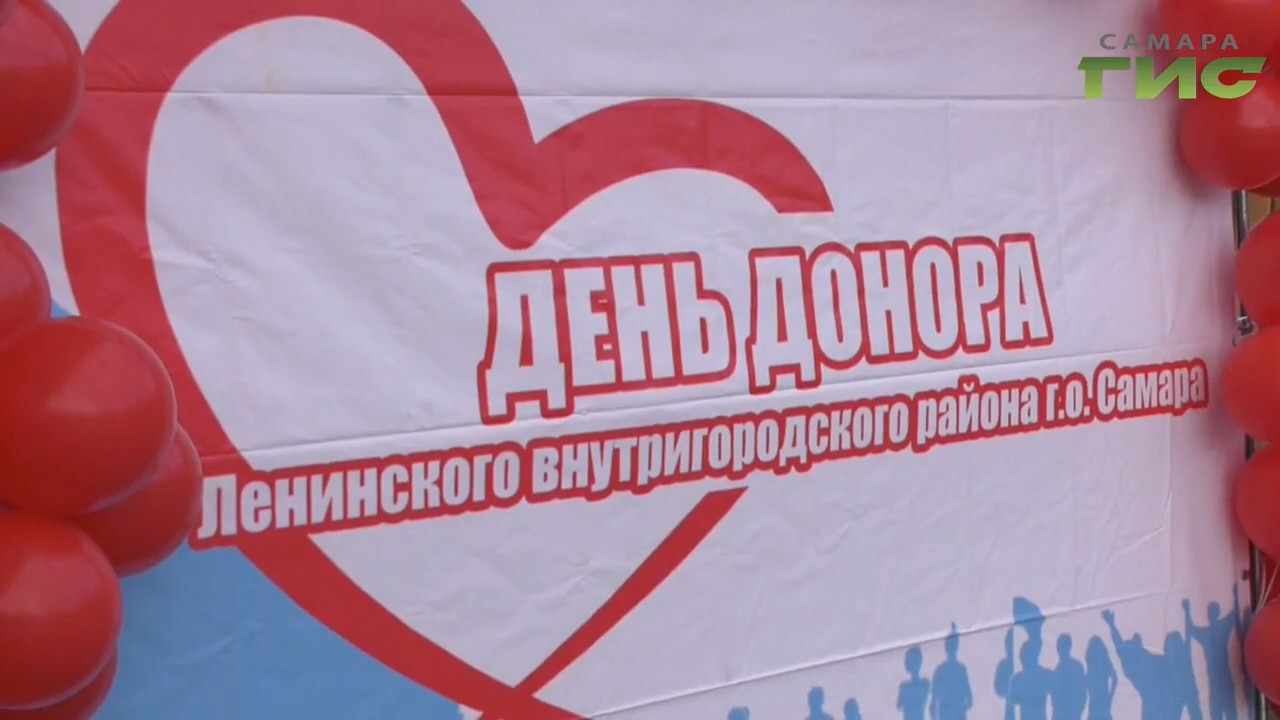 САМАРА
ГИС
ДЕНЬ ДОНОРА
Ленинского внутригородского района г.о. Самара